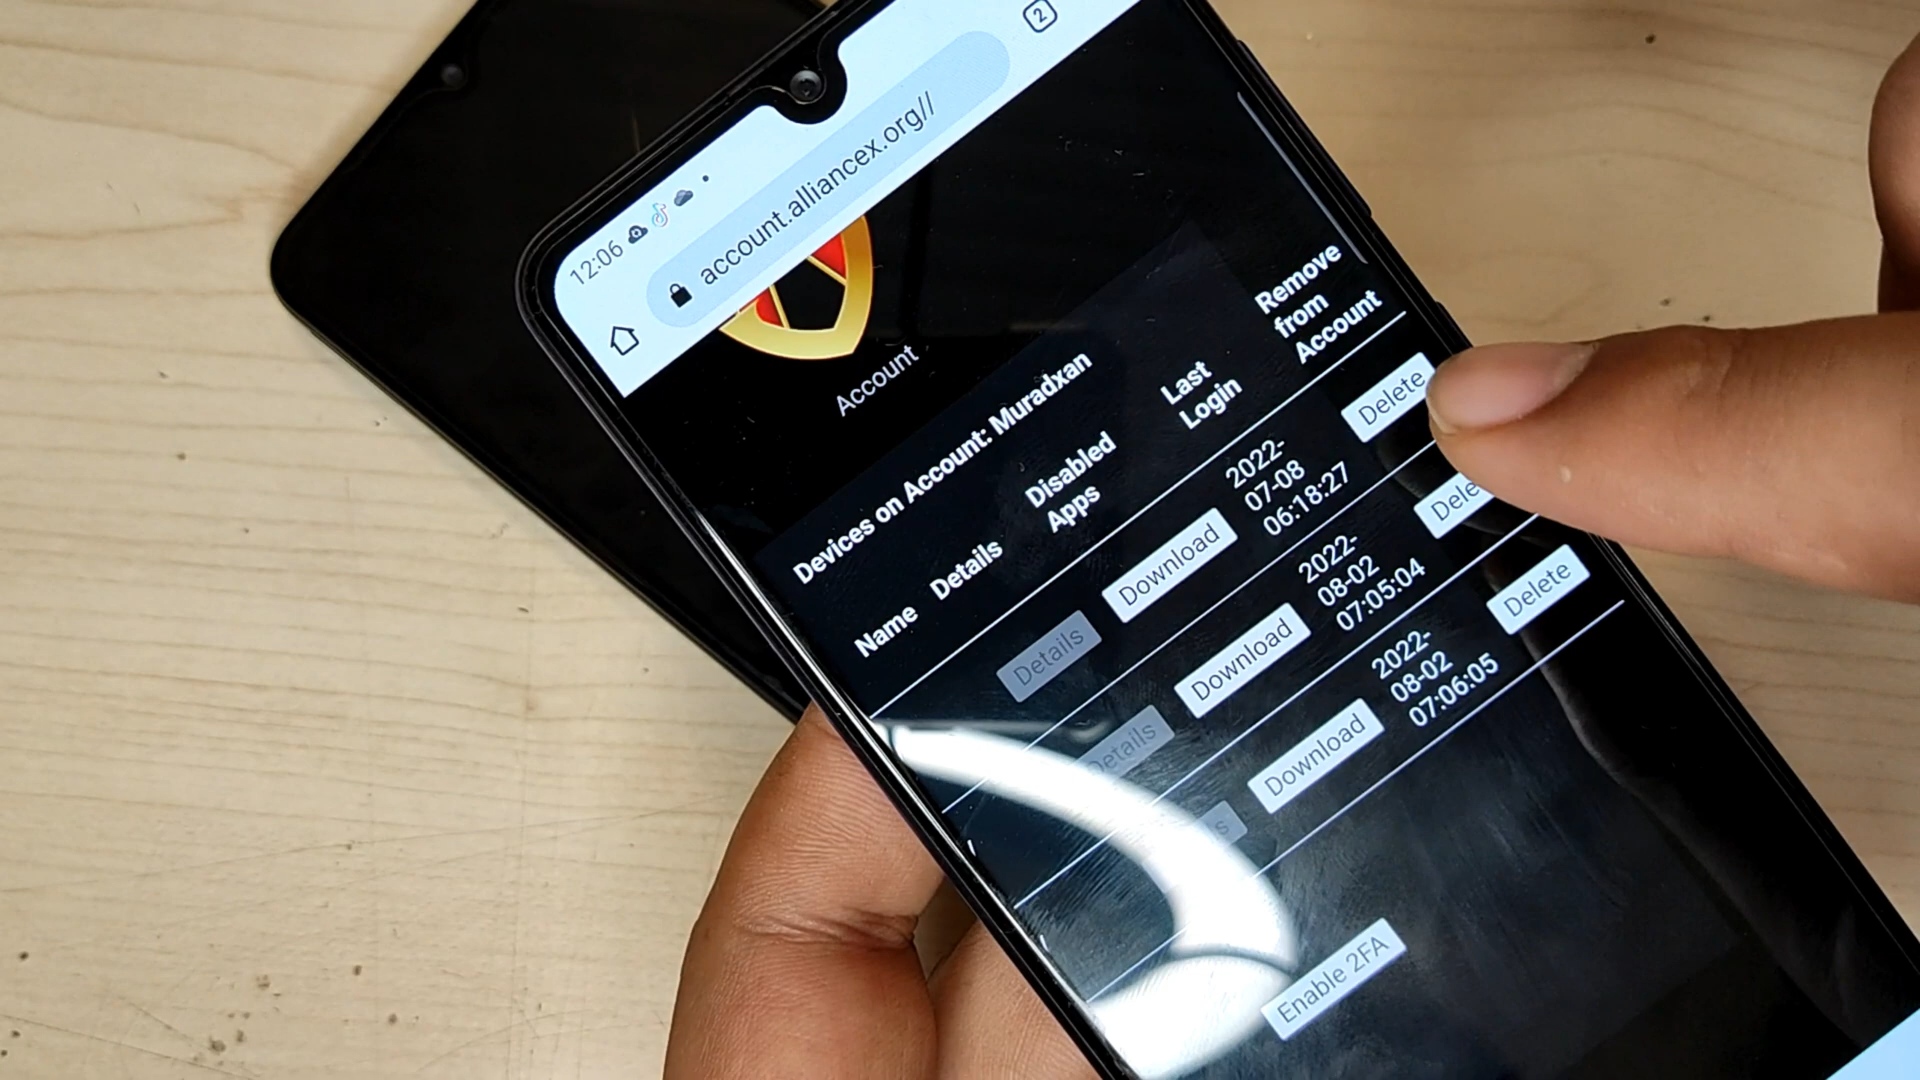 2
12:06
account.alliancex.org//
Account
Devices on Account: Muradxan
Name
Details
Disabled
Apps
Last
Login
Remove
from
Account
Details
Download
2022-
07-08
06:18:27
Delete
Details
Download
2022-
08-02
07:05:04
Download
2022-
08-02
07:06:05
Delete
Enable 2FA